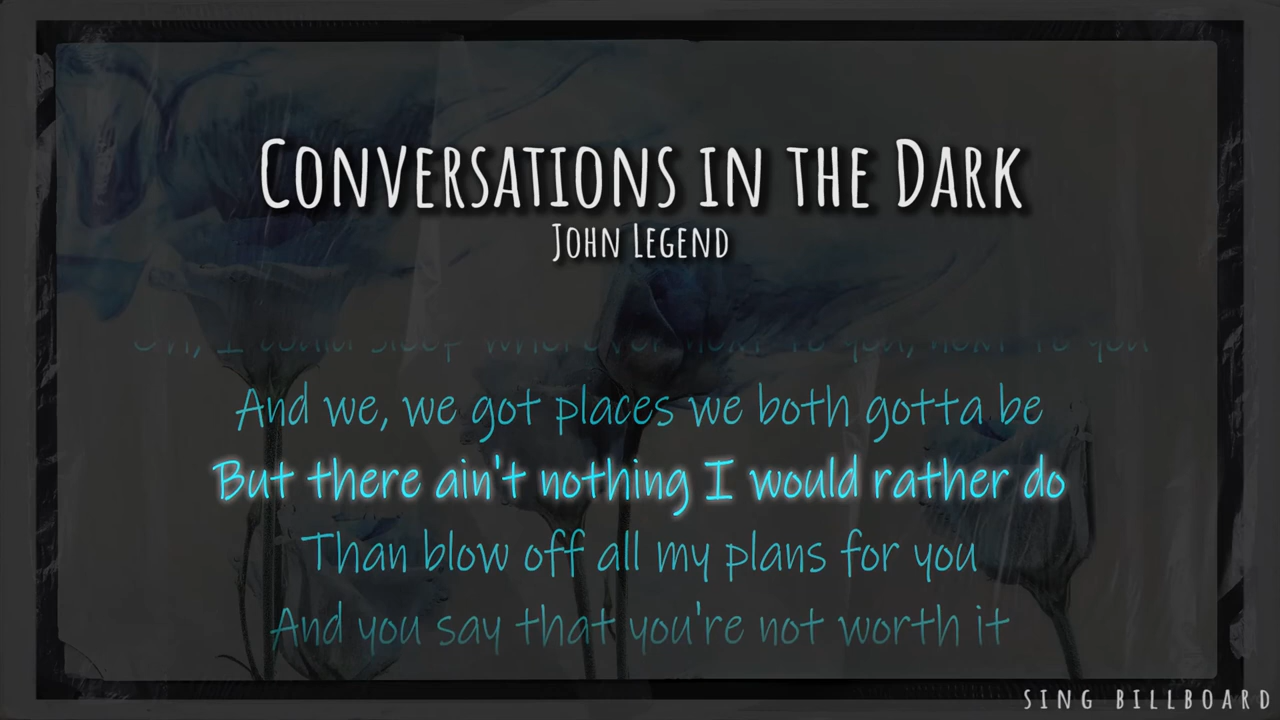 Conversations in the Dark
John Legend
And we, we got places we both gotta be
But there ain't nothing I would rather do
Than blow off all my plans for you
And you say that you're not worth it
SING BILLBOARD